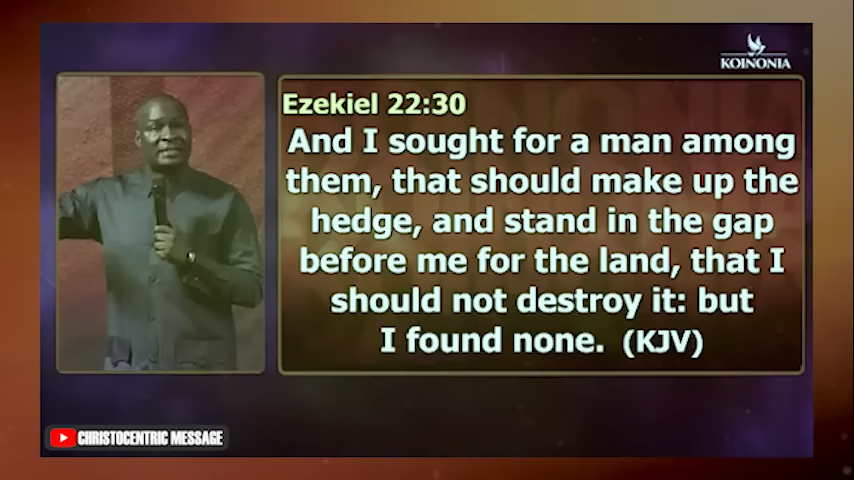 KOINONIA
Ezekiel 22:30
And I sought for a man among
them, that should make up the
hedge, and stand in the gap
before me for the land, that I
should not destroy it: but
I found none. (KJV)
CHRISTOCENTRIC MESSAGE